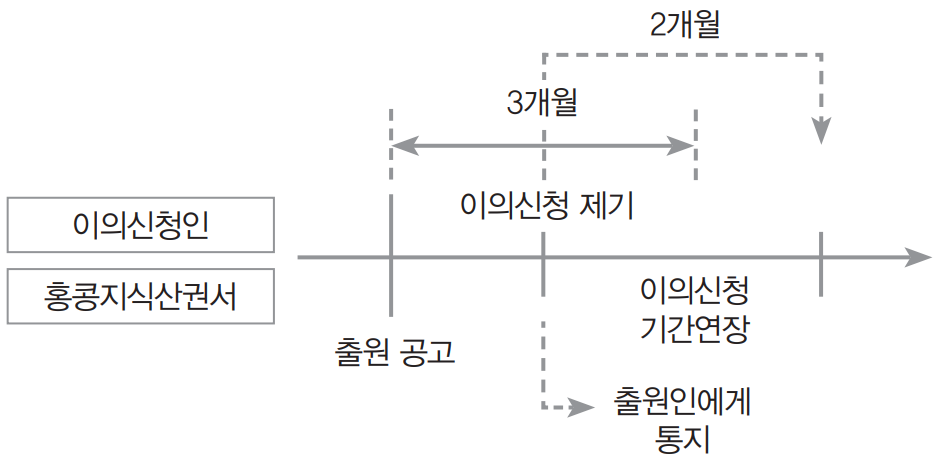 2개월
3개월
이의신청 제기
이의신청인
홍콩지식산권서
이의신청
기간연장
출원 공고
출원인에게
통지